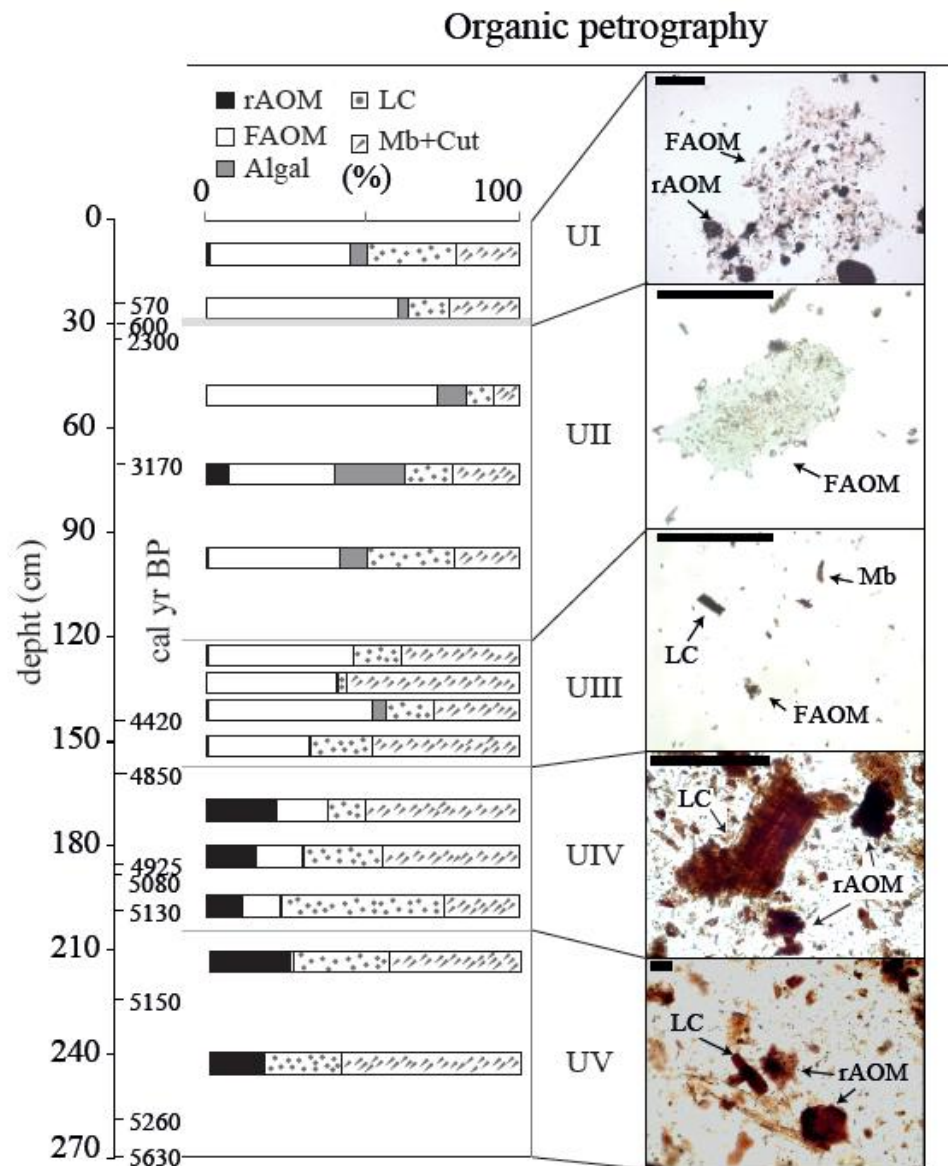 Organic petrography
rAOM
LC
FAOM
Mb+Cut
Algal
(%)
0
100
depht (cm)
cal yr BP
0
30
60
90
120
150
180
210
240
270
570
600
2300
3170
4420
4850
4925
5080
5130
5150
5260
5630
UI
UII
UIII
UIV
UV
FAOM
rAOM
FAOM
Mb
LC
FAOM
LC
rAOM
LC
rAOM